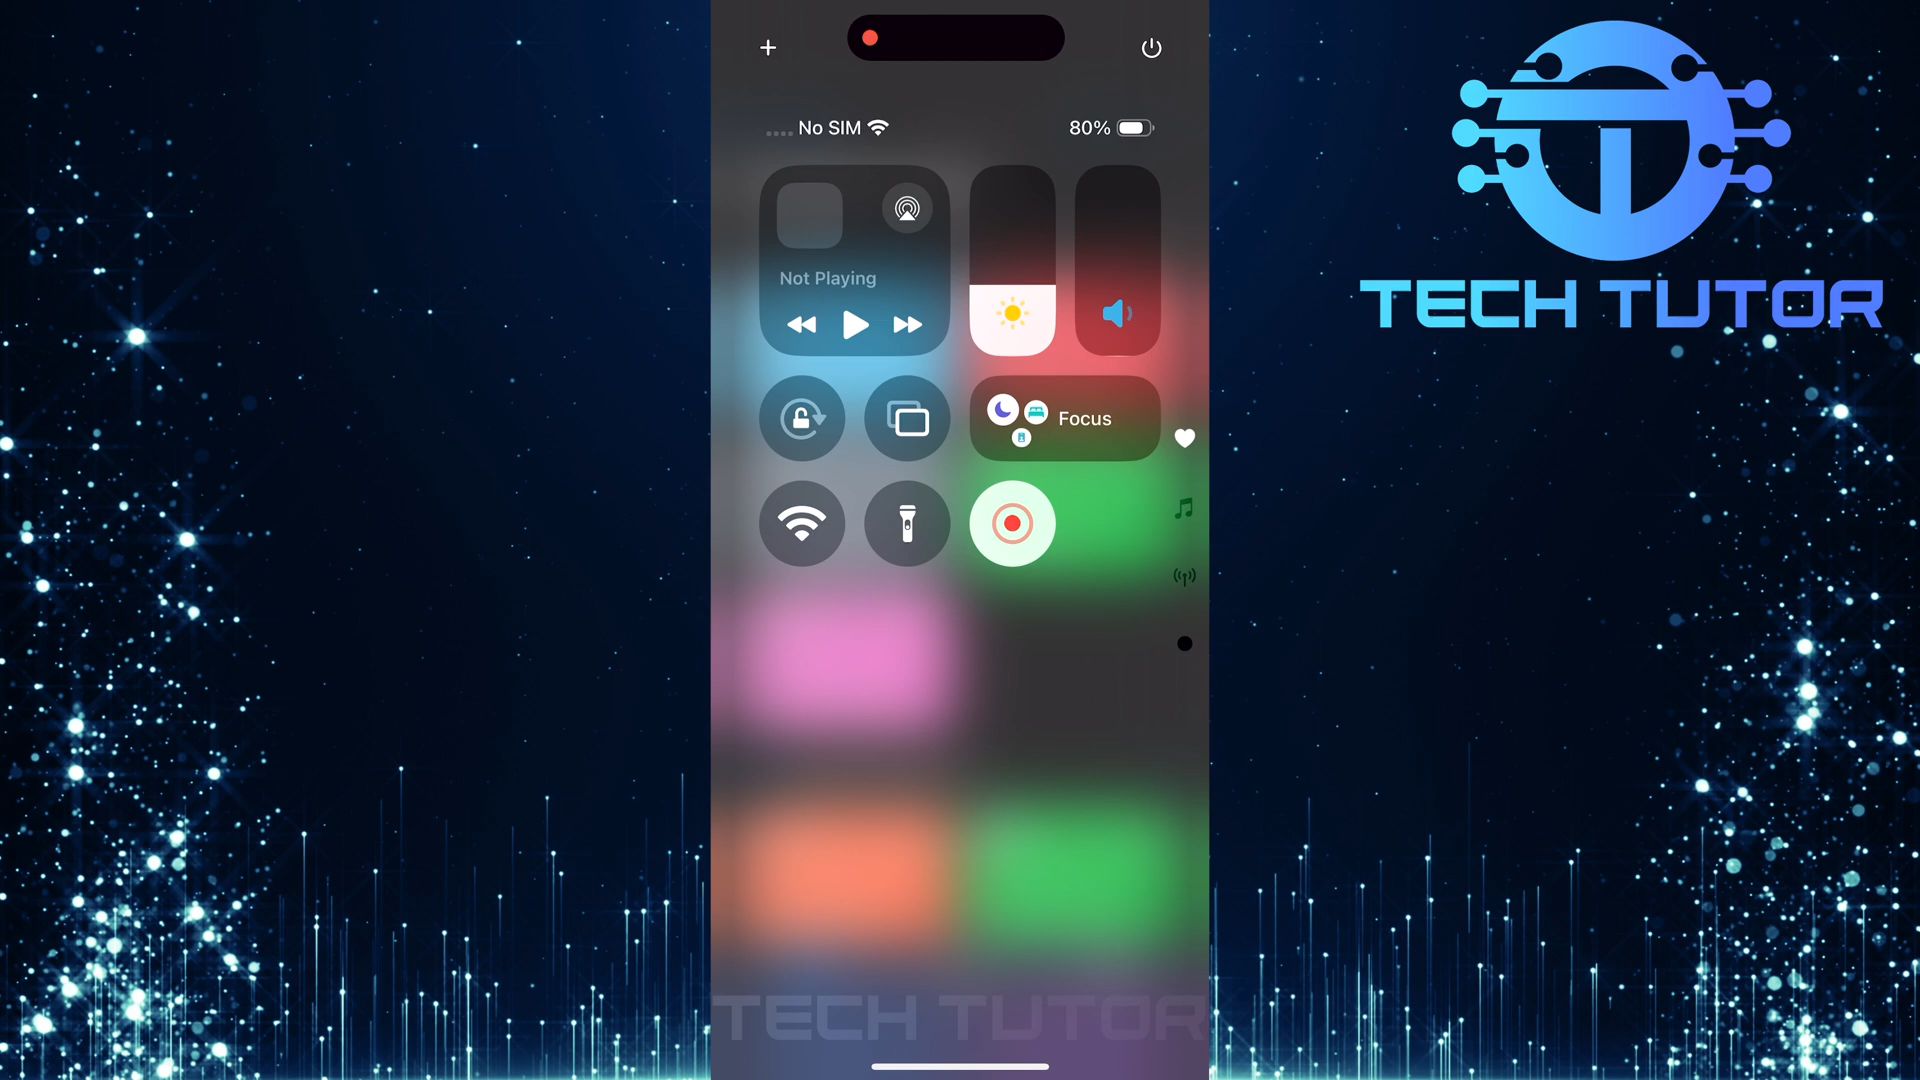 No SIM
80%
TECH TUTOR
Not Playing
Focus
TECH TUTOR